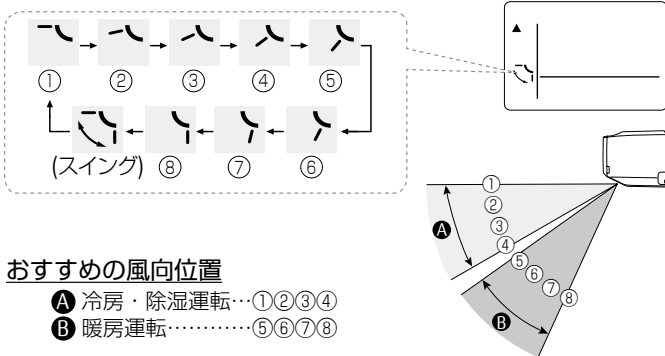 ① ② ③ ④ ⑤
(スイング) ⑧ ⑦ ⑥
▲
①
②
③
④
⑤
⑥
⑦
⑧
A
B
おすすめの風向位置
A 冷房・除湿運転…①②③④
B 暖房運転…………⑤⑥⑦⑧